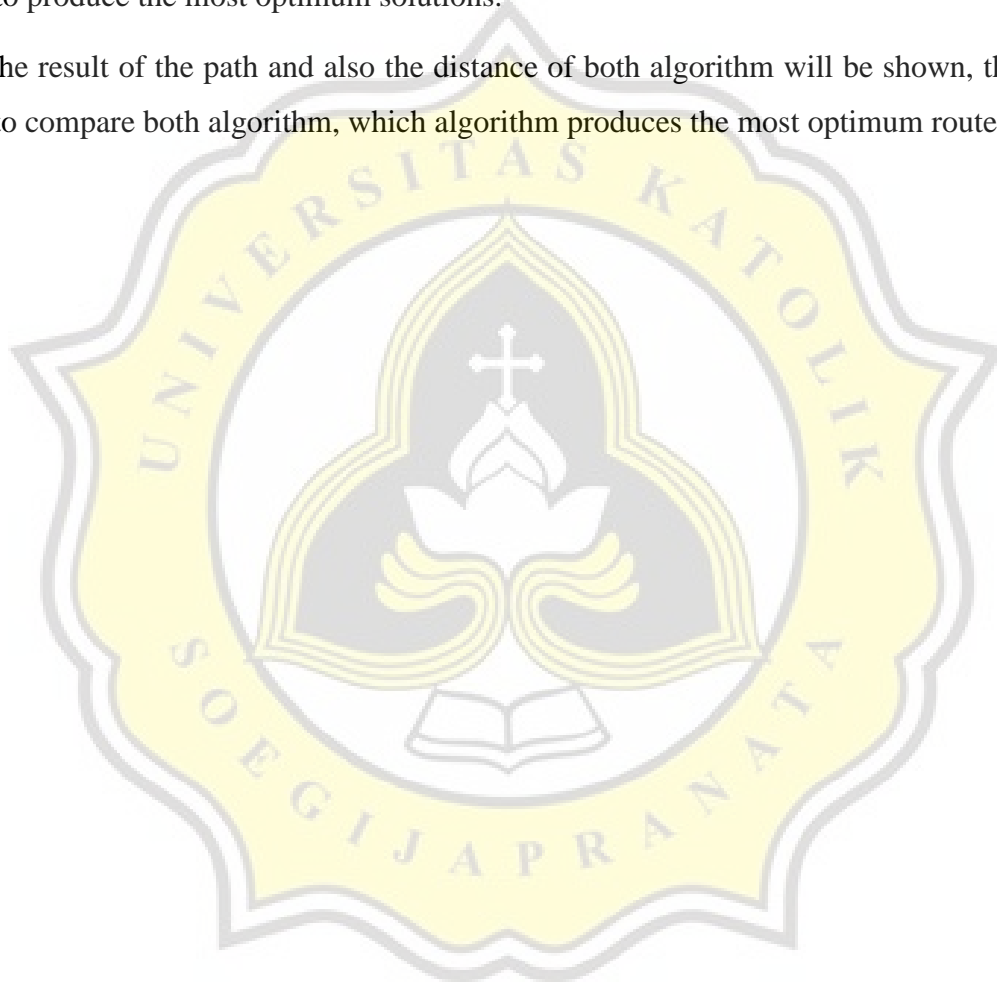 to produce the most optimum solutions.
he result of the path and also the distance of both algorithm will be shown, th
to compare both algorithm, which algorithm produces the most optimum route
UNIVERSITAS KATOLIK
SOEGIJAPRANATA